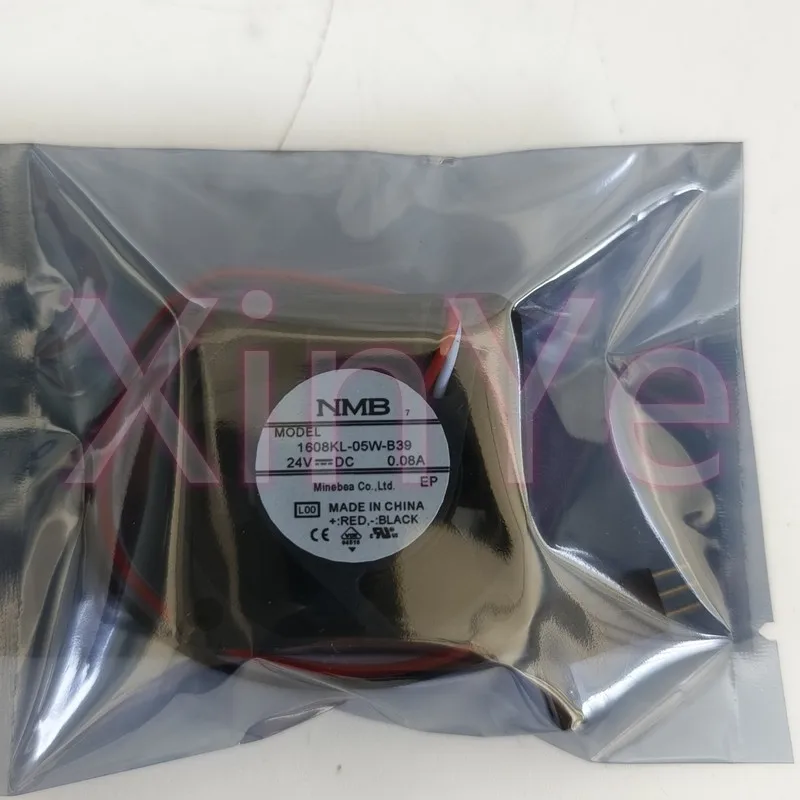 XinYe
NMB 7
MODEL
1608KL-05W-B39
24V DC 0.08A
Minebea Co.,Ltd. EP
L00 MADE IN CHINA
+:RED,-:BLACK
CE